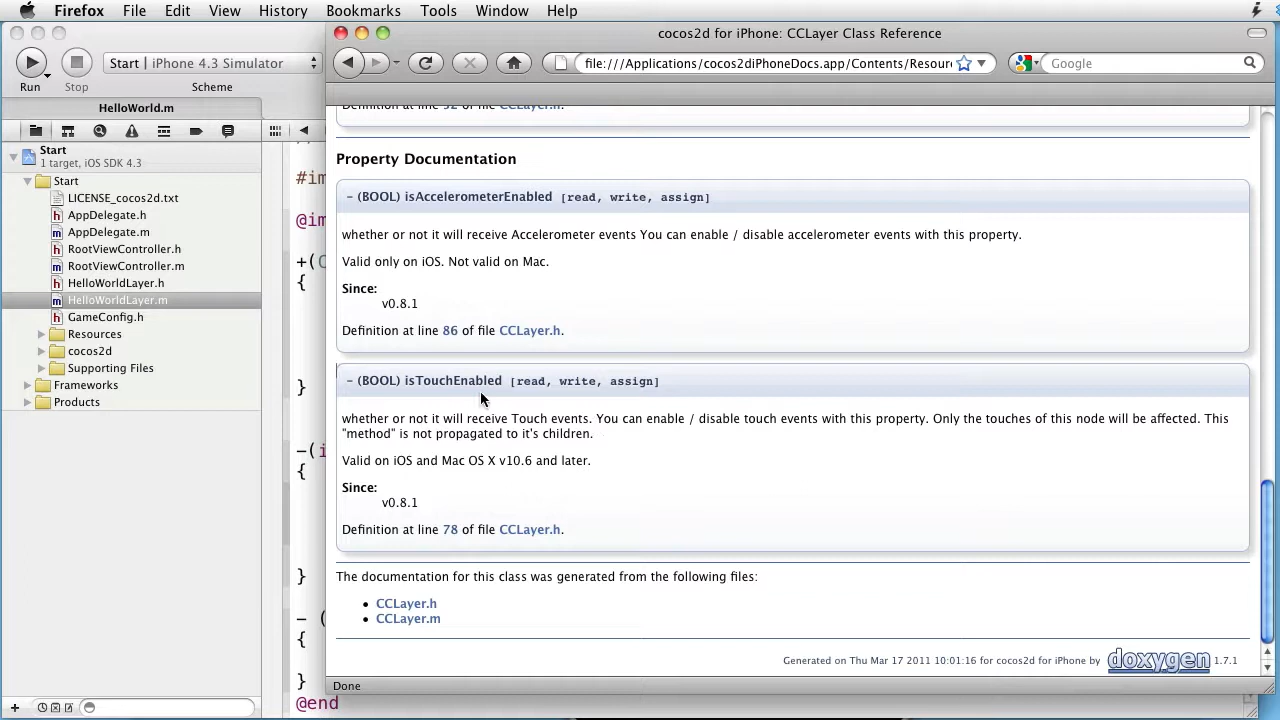 Firefox File Edit View History Bookmarks Tools Window Help
cocos2d for iPhone: CCLayer Class Reference
Start | iPhone 4.3 Simulator
file:///Applications/cocos2diPhoneDocs.app/Contents/Resour
Google
Run Stop Scheme
HelloWorld.m
Start
1 target, iOS SDK 4.3
Start
LICENSE_cocos2d.txt
AppDelegate.h
AppDelegate.m
RootViewController.h
RootViewController.m
HelloWorldLayer.h
HelloWorldLayer.m
GameConfig.h
Resources
cocos2d
Supporting Files
Frameworks
Products
#im
@im
+(C
{
}
-(i
{
}
- (
{
}
@end
Definition at line 92 of file CCLayer.h.
Property Documentation
- (BOOL) isAccelerometerEnabled [read, write, assign]
whether or not it will receive Accelerometer events You can enable / disable accelerometer events with this property.
Valid only on iOS. Not valid on Mac.
Since:
v0.8.1
Definition at line 86 of file CCLayer.h.
- (BOOL) isTouchEnabled [read, write, assign]
whether or not it will receive Touch events. You can enable / disable touch events with this property. Only the touches of this node will be affected. This
"method" is not propagated to it's children.
Valid on iOS and Mac OS X v10.6 and later.
Since:
v0.8.1
Definition at line 78 of file CCLayer.h.
The documentation for this class was generated from the following files:
• CCLayer.h
• CCLayer.m
Generated on Thu Mar 17 2011 10:01:16 for cocos2d for iPhone by doxygen 1.7.1
Done